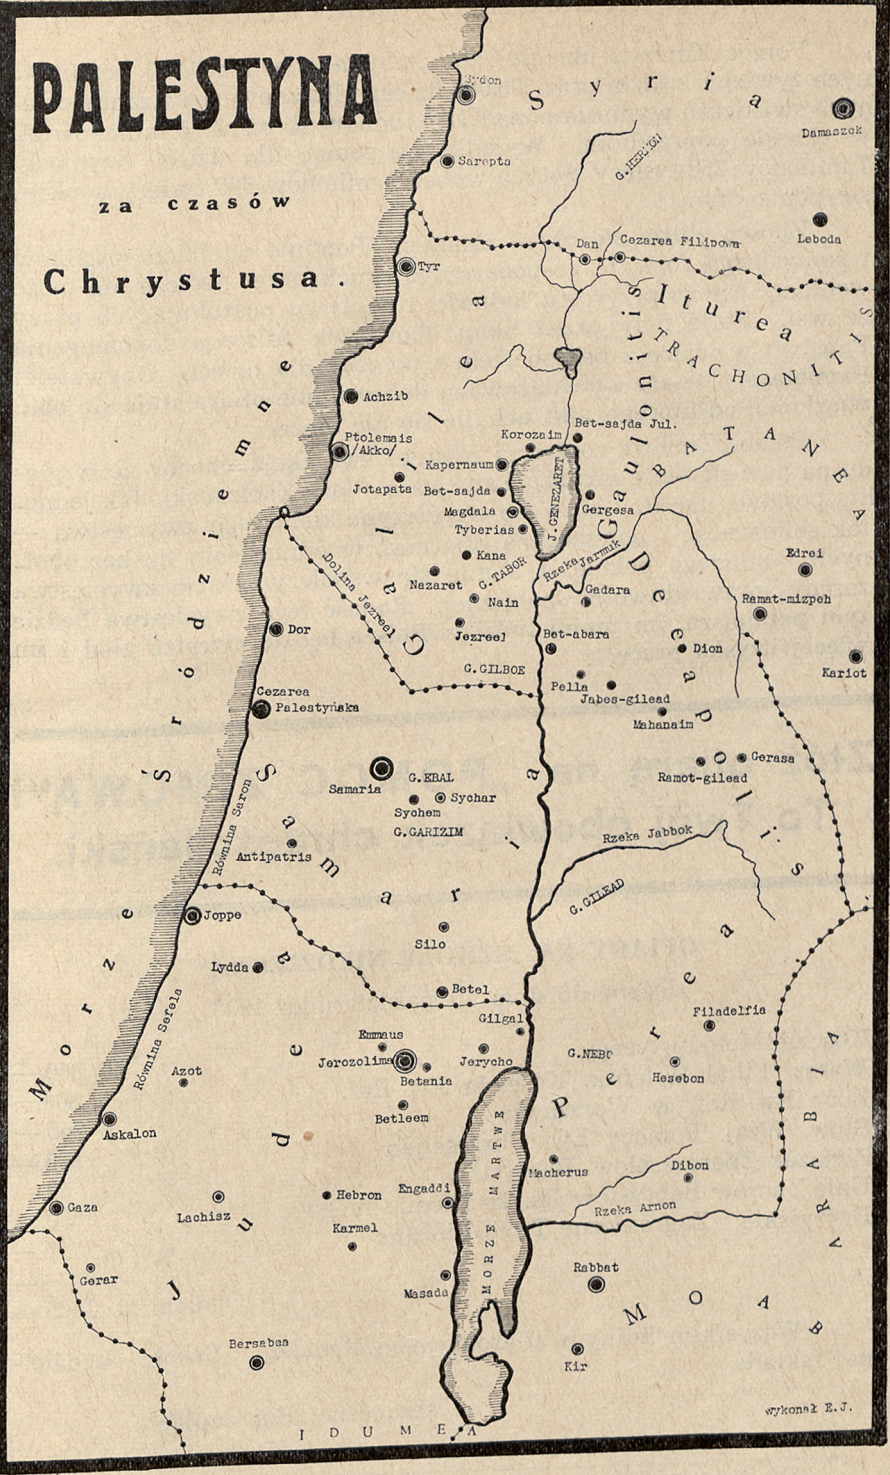 PALESTYNA
za czasów
Chrystusa.
Sydon
Syria
Damaszek
Sarepta
G. HERMON
Leboda
Dan
Cezarea Filipowa
Tyr
Iturea
TRACHONITIS
Gaulonitis
BATANEA
Galilea
Achzib
Ptolemais
/Akko/
Jotapata
Korozaim
Bet-sajda Jul.
Kapernaum
Bet-sajda
Magdala
Tyberias
J. GENEZARET
Gergesa
Morze Śródziemne
Dolina Jezreel
Kana
Nazaret
G. TABOR
Nain
Jezreel
Rzeka Jarmuk
Gadara
Dekapolis
Edrei
Ramat-mizpeh
Kariot
Dor
Bet-abara
Dion
G. GILBOE
Pella
Jabes-gilead
Mahanaim
Cezarea
Palestyńska
Ramot-gilead
Gerasa
Samaria
G. EBAL
Samaria
Sychar
Sychem
G. GARIZIM
Równina Saron
Antipatris
Rzeka Jabbok
G. GILEAD
Joppe
Silo
Lydda
Betel
Gilgal
Filadelfia
Równina Sefela
Emmaus
Jerozolima
Betania
Jerycho
G. NEBO
Hesebon
Perea
Azot
Betleem
Askalon
Judea
MORZE MARTWE
Macherus
Dibon
Rzeka Arnon
ARABIA
Gaza
Lachisz
Hebron
Engaddi
Karmel
Gerar
Masada
Rabbat
MOAB
Bersabea
Kir
IDUMEA
wykonał E.J.